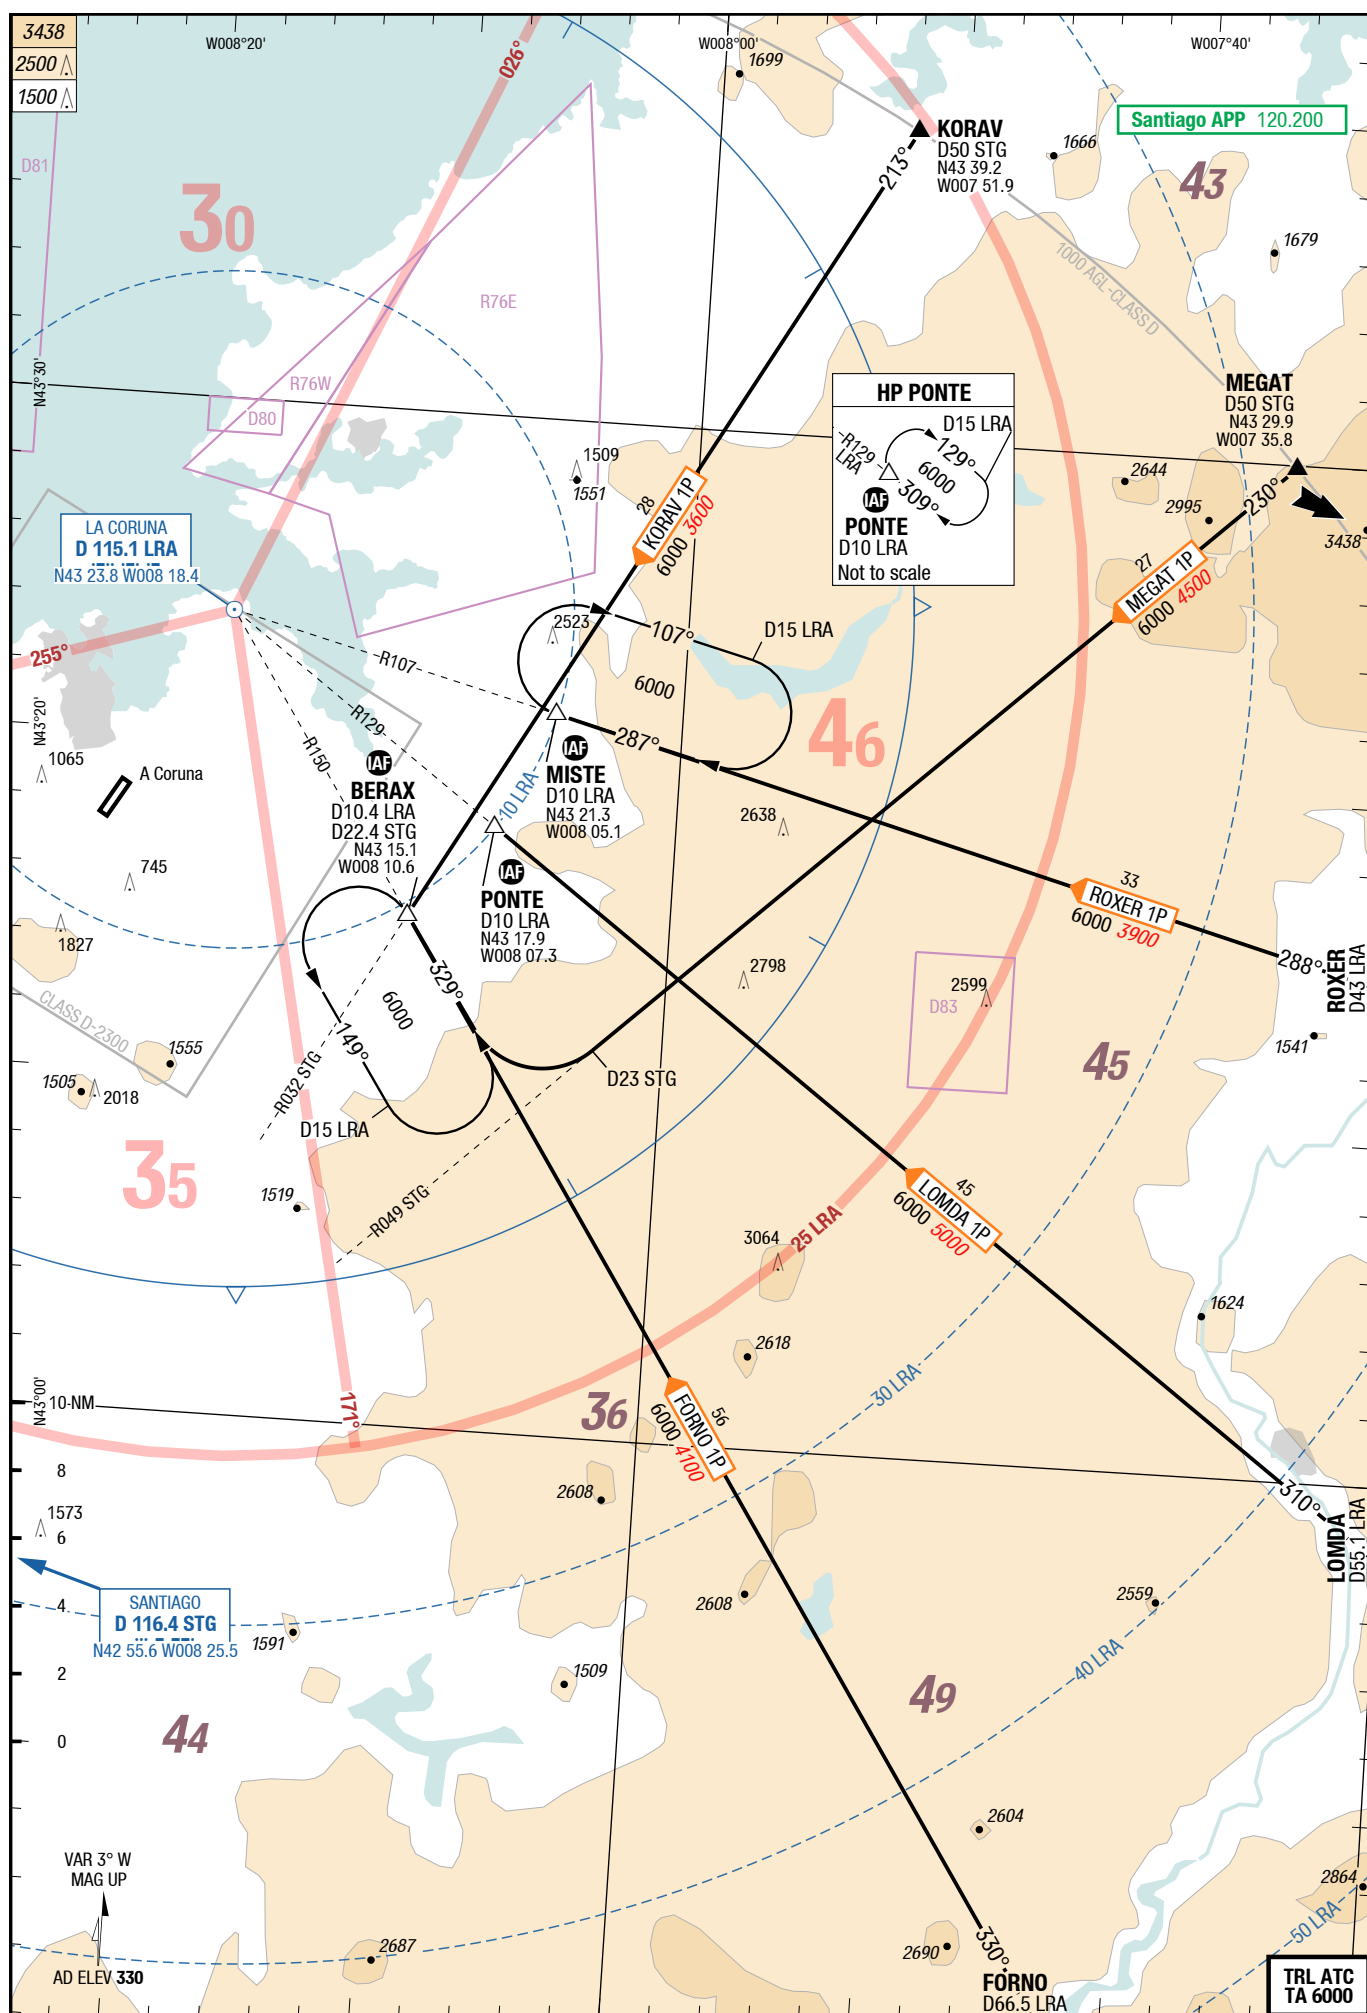 3438
2500
1500
W008°20'
W008°00'
W007°40'
026°
1699
KORAV
D50 STG
N43 39.2
W007 51.9
213°
Santiago APP 120.200
1666
43
1679
D81
30
R76E
1000 AGL-CLASS D
N43°30'
R76W
D80
HP PONTE
D15 LRA
R129
LRA
129°
6000
309°
IAF
PONTE
D10 LRA
Not to scale
MEGAT
D50 STG
N43 29.9
W007 35.8
230°
2644
2995
3438
1509
1551
28
KORAV 1P
6000 3600
27
MEGAT 1P
6000 4500
LA CORUNA
D 115.1 LRA
N43 23.8 W008 18.4
255°
2523
107°
D15 LRA
R107
6000
R129
R150
287°
46
N43°20'
1065
A Coruna
IAF
BERAX
D10.4 LRA
D22.4 STG
N43 15.1
W008 10.6
10 LRA
IAF
MISTE
D10 LRA
N43 21.3
W008 05.1
2638
745
IAF
PONTE
D10 LRA
N43 17.9
W008 07.3
33
ROXER 1P
6000 3900
288°
ROXER
D43 LRA
1827
CLASS D-2300
329°
6000
149°
2798
2599
D83
1541
45
1555
1505
2018
R032 STG
D15 LRA
D23 STG
35
1519
R049 STG
45
LOMDA 1P
6000 5000
3064
25 LRA
1624
2618
30 LRA
N43°00'
10 NM
171°
36
56
FORNO 1P
6000 4100
310°
LOMDA
D55.1 LRA
8
2608
1573
6
SANTIAGO
D 116.4 STG
N42 55.6 W008 25.5
4
1591
2608
2559
40 LRA
2
1509
49
44
0
2604
VAR 3° W
MAG UP
2864
50 LRA
2687
2690
330°
AD ELEV 330
FORNO
D66.5 LRA
TRL ATC
TA 6000